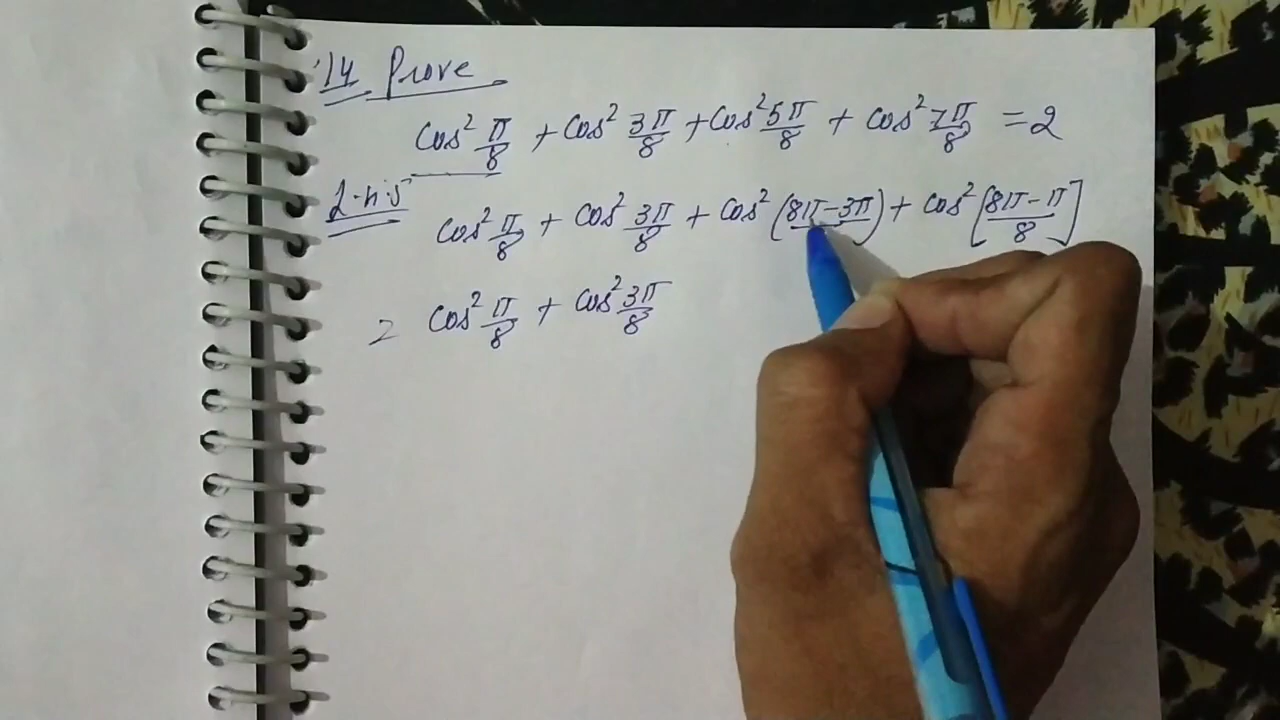 14 Prove
cos² π/8 + cos² 3π/8 + cos² 5π/8 + cos² 7π/8 = 2
L.H.S
cos² π/8 + cos² 3π/8 + cos² (8π-3π) + cos² [8π-π/8]
= cos² π/8 + cos² 3π/8